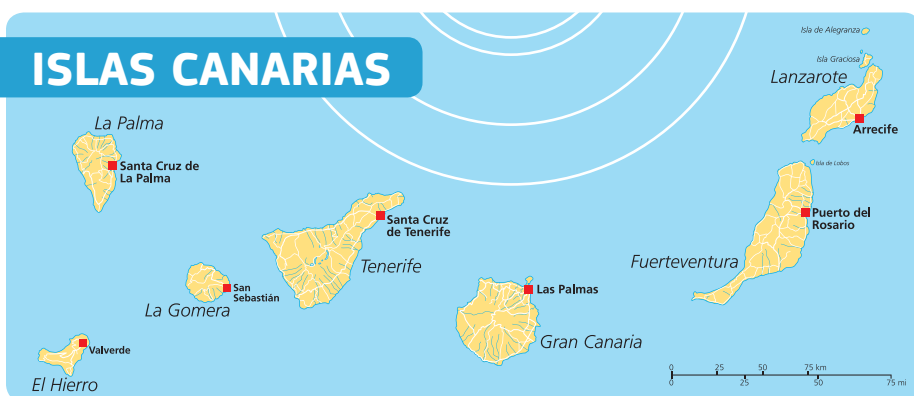 ISLAS CANARIAS
Isla de Alegranza
Isla Graciosa
Lanzarote
Arrecife
La Palma
Santa Cruz de
La Palma
Isla de Lobos
Santa Cruz
de Tenerife
Puerto del
Rosario
Tenerife
Fuerteventura
San
Sebastián
La Gomera
Las Palmas
Gran Canaria
Valverde
El Hierro
0 25 50 75 km
0 25 50 75 mi